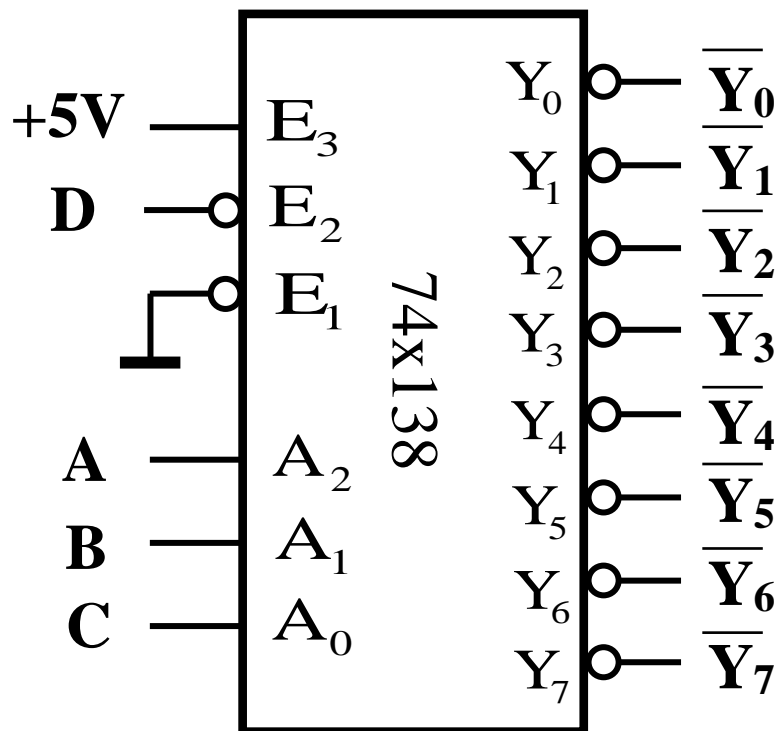 +5V E₃ Y₀ Y̅₀
D E₂ Y₁ Y̅₁
E₁ Y₂ Y̅₂
74x138
Y₃ Y̅₃
A A₂ Y₄ Y̅₄
B A₁ Y₅ Y̅₅
C A₀ Y₆ Y̅₆
Y₇ Y̅₇